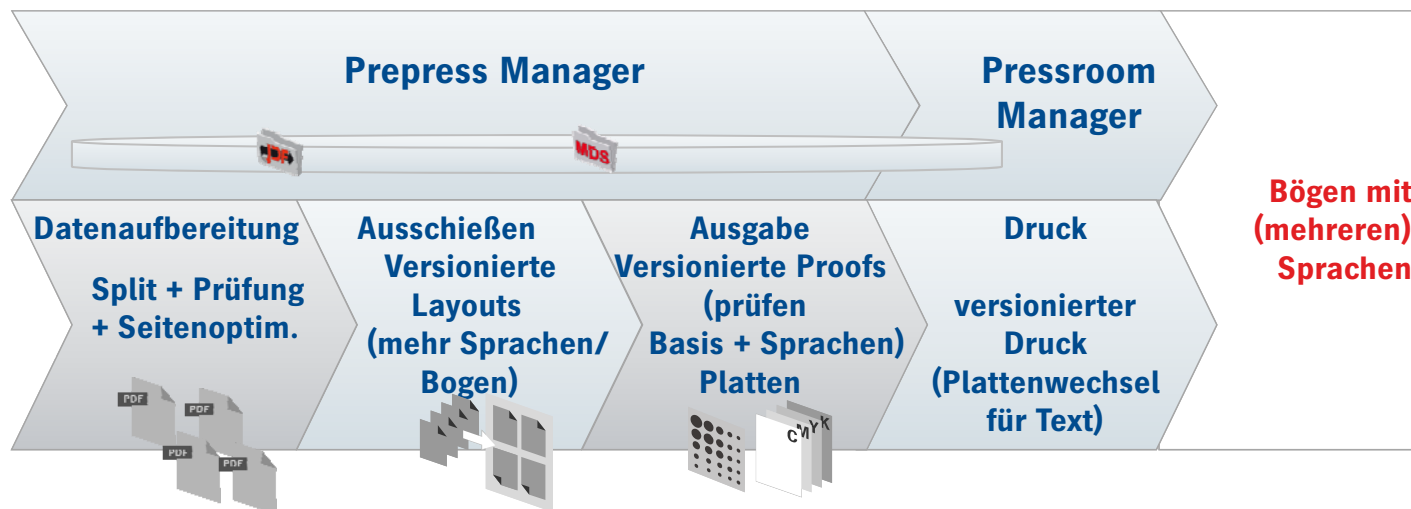 Prepress Manager
Pressroom
Manager
MDS
Datenaufbereitung
Split + Prüfung
+ Seitenoptim.
Ausschießen
Versionierte
Layouts
(mehr Sprachen/
Bogen)
Ausgabe
Versionierte Proofs
(prüfen
Basis + Sprachen)
Platten
Druck
versionierter
Druck
(Plattenwechsel
für Text)
Bögen mit
(mehreren)
Sprachen
PDF
PDF
PDF
PDF
CMYK